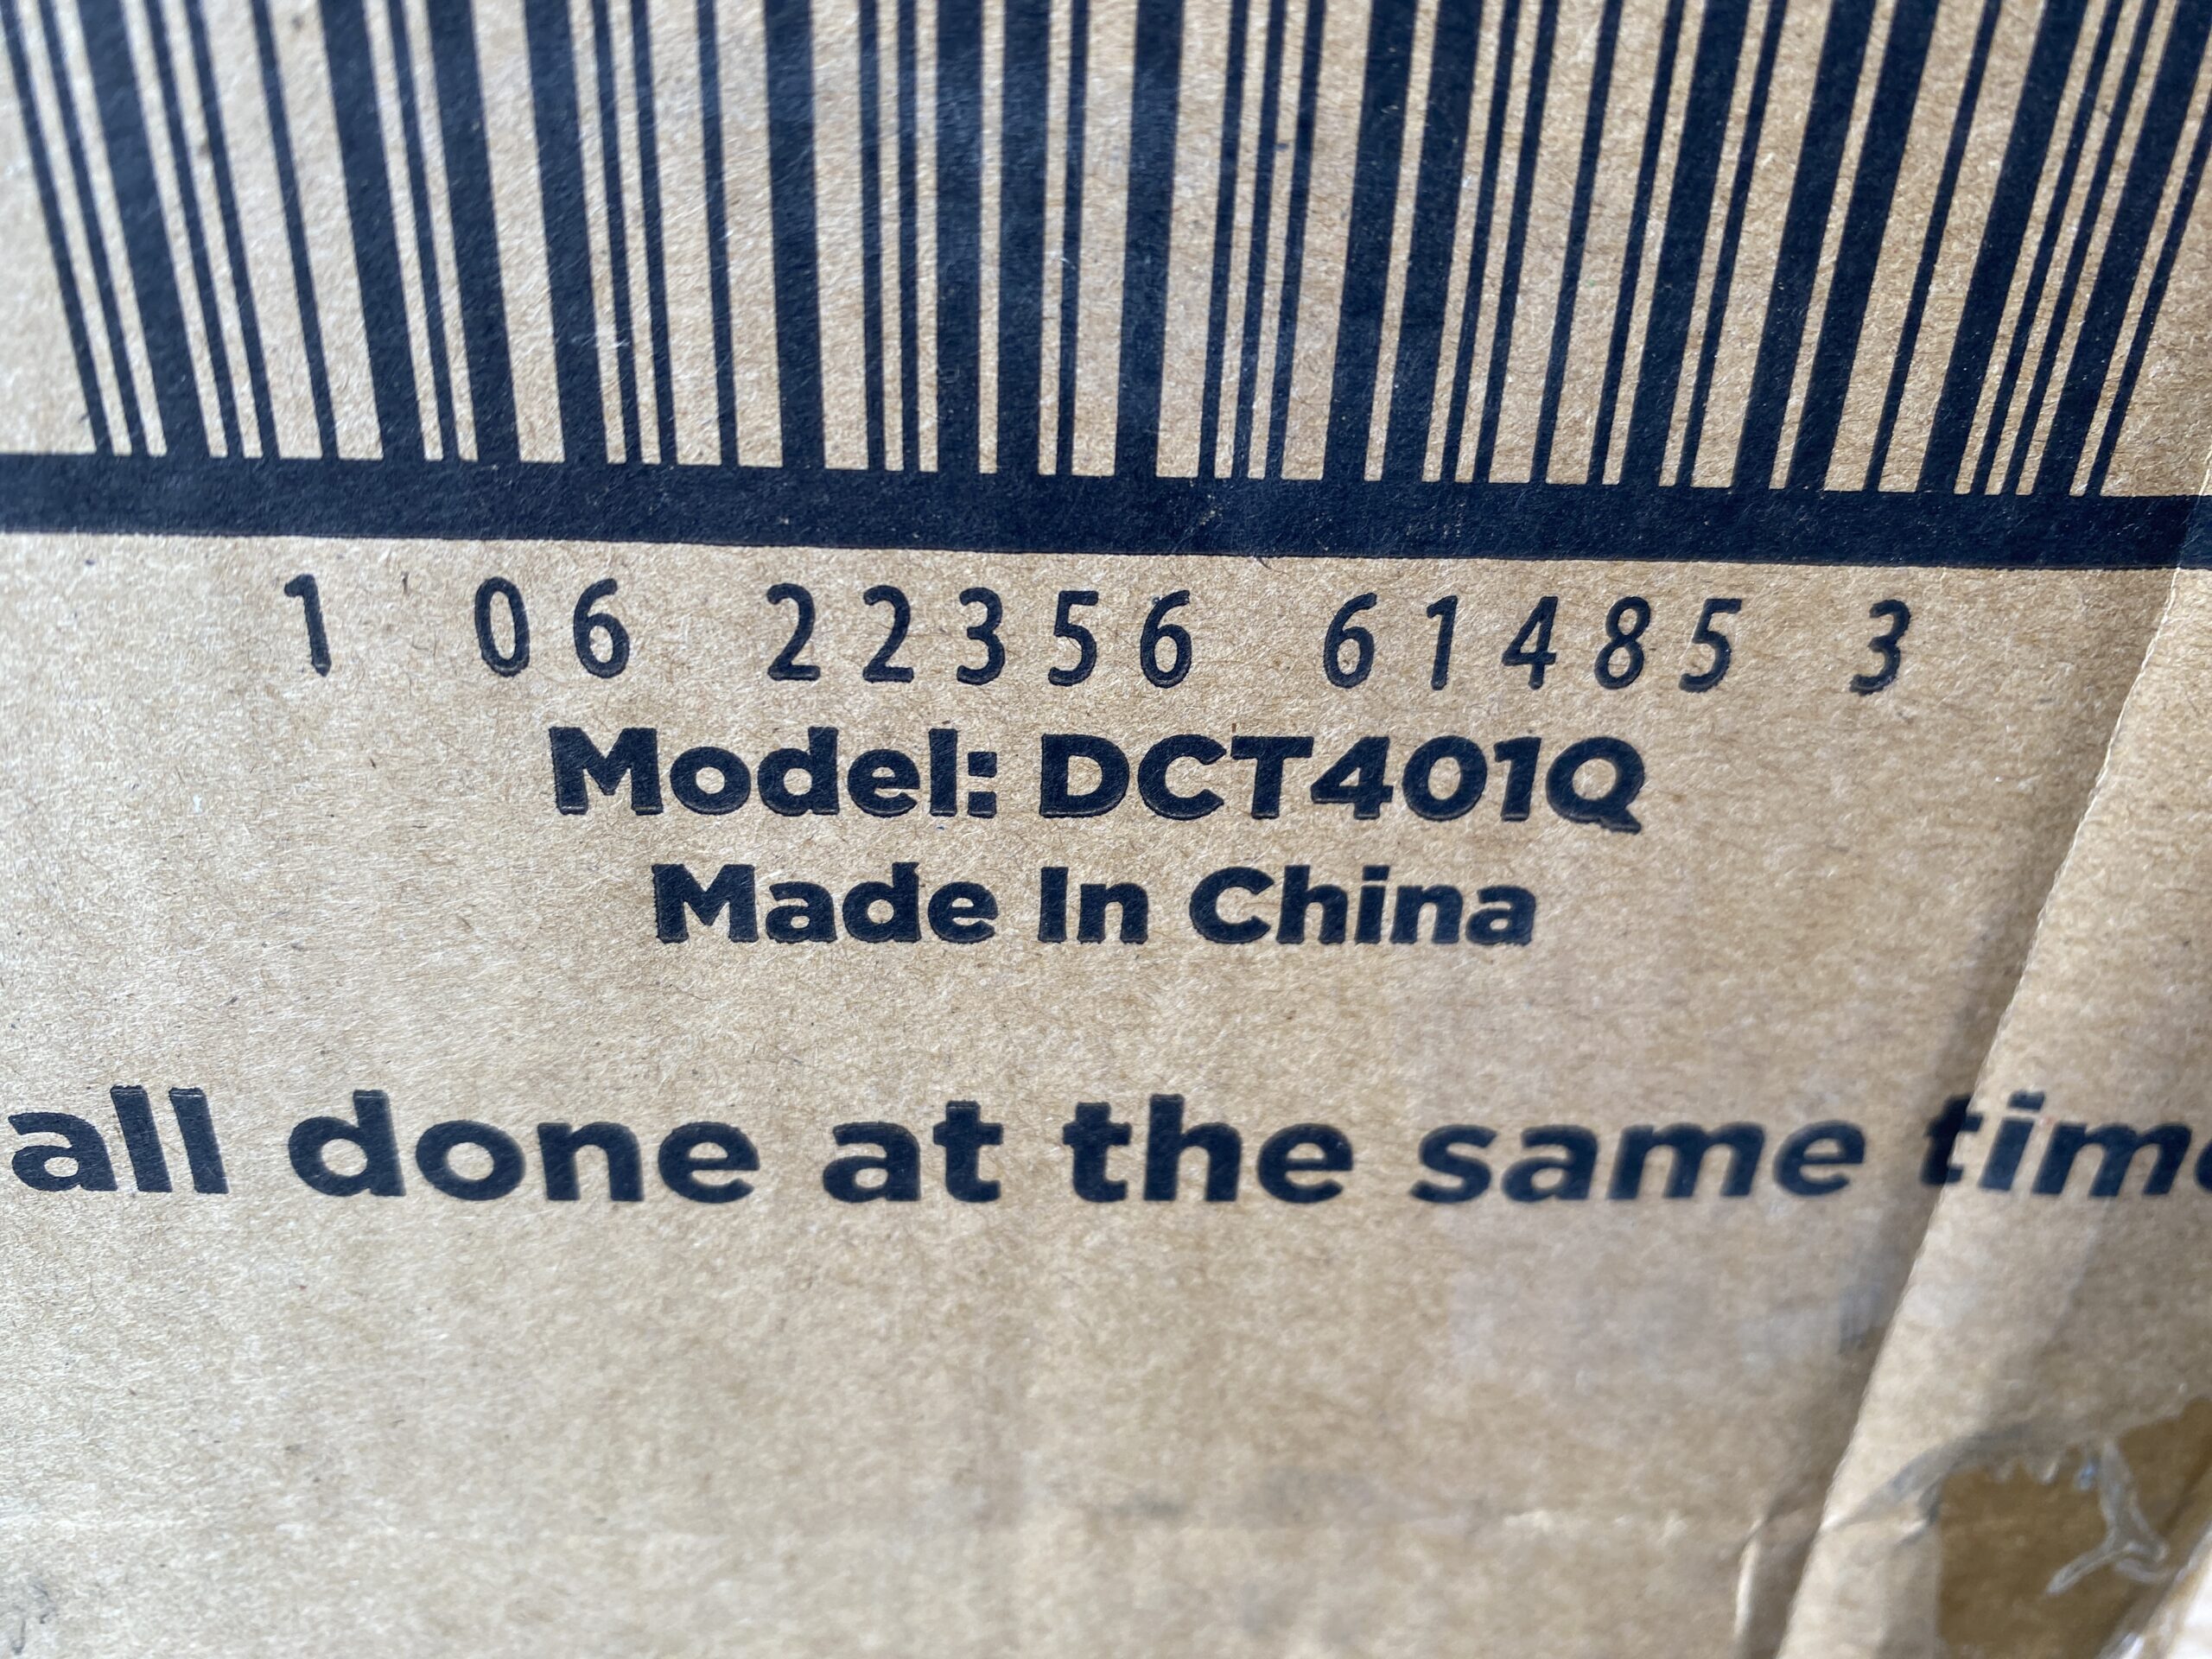 1 06 22356 61485 3
Model: DCT401Q
Made In China
all done at the same